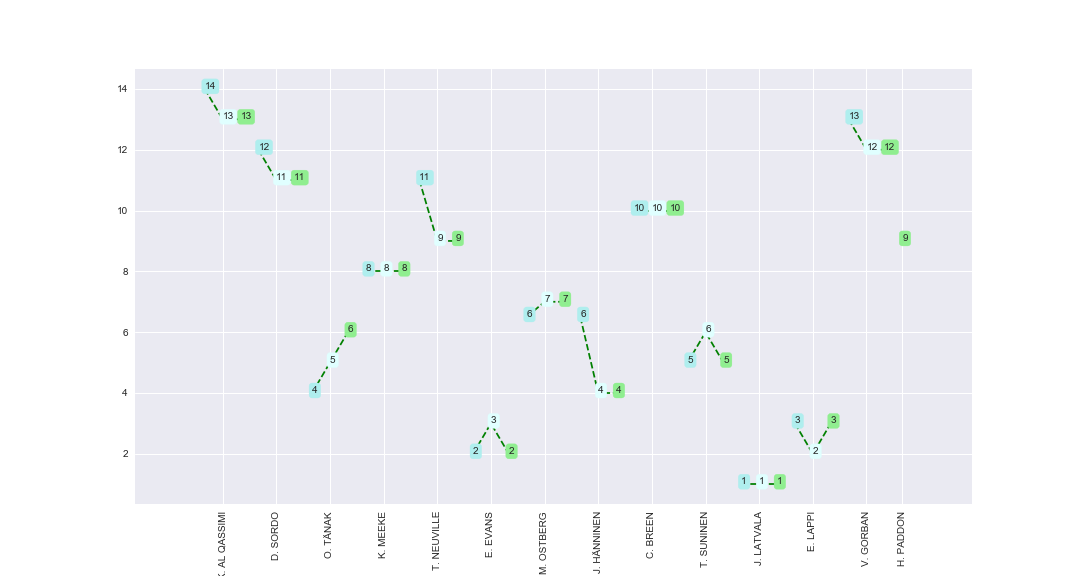 14
14
13 13
13
12
12
12 12
11 11
11
10
10 10 10
9 9
9
8
8 8 8
7 7
6
6
6
6
6
5
5
5
4
4
4 4
3
3
3
2
2 2
2
1 1 1
AL QASSIMI
D. SORDO
O. TÄNAK
K. MEEKE
T. NEUVILLE
E. EVANS
M. OSTBERG
J. HÄNNINEN
C. BREEN
T. SUNINEN
J. LATVALA
E. LAPPI
V. GORBAN
H. PADDON